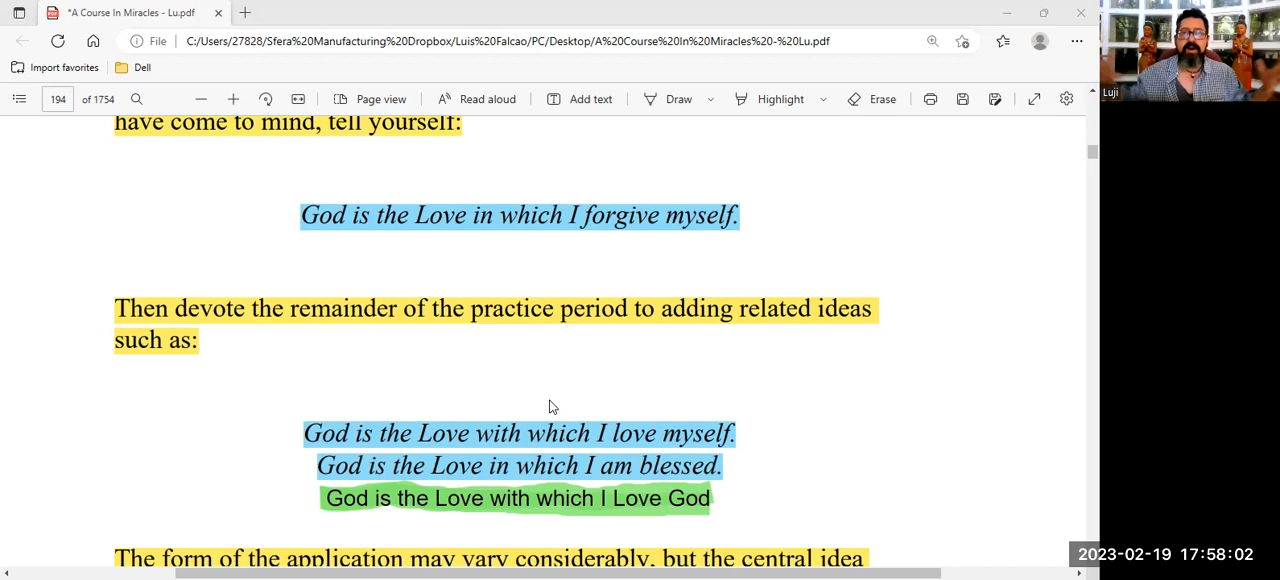 *A Course In Miracles - Lu.pdf
File C:/Users/27828/Sfera%20Manufacturing%20Dropbox/Luis%20Falcao/PC/Desktop/A%20Course%20In%20Miracles%20-%20Lu.pdf
Import favorites Dell
194 of 1754 Page view Read aloud Add text Draw Highlight Erase
Luji
have come to mind, tell yourself:
God is the Love in which I forgive myself.
Then devote the remainder of the practice period to adding related ideas
such as:
God is the Love with which I love myself.
God is the Love in which I am blessed.
God is the Love with which I Love God
The form of the application may vary considerably, but the central idea
2023-02-19 17:58:02